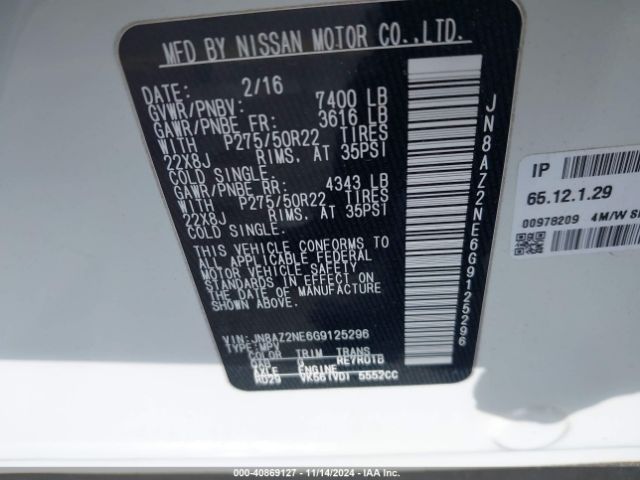 MFD BY NISSAN MOTOR CO.,LTD.
DATE: 2/16
GVWR/PNBV: 7400 LB
GAWR/PNBE FR: 3616 LB
WITH P275/50R22 TIRES
22X8J RIMS, AT 35PSI
COLD SINGLE.
GAWR/PNBE RR: 4343 LB
WITH P275/50R22 TIRES
22X8J RIMS, AT 35PSI
COLD SINGLE.
THIS VEHICLE CONFORMS TO
ALL APPLICABLE FEDERAL
MOTOR VEHICLE SAFETY
STANDARDS IN EFFECT ON
THE DATE OF MANUFACTURE
SHOWN ABOVE.
VIN: JN8AZ2NE6G9125296
TYPE: MPV
COLOR TRIM TRANS
G RE7R01B
AXLE ENGINE
RD29 VK56(VD) 5552CC
JN8AZ2NE6G9125296
IP
65.12.1.29
00978209 4M/W
000-40869127 - 11/14/2024 - IAA Inc.